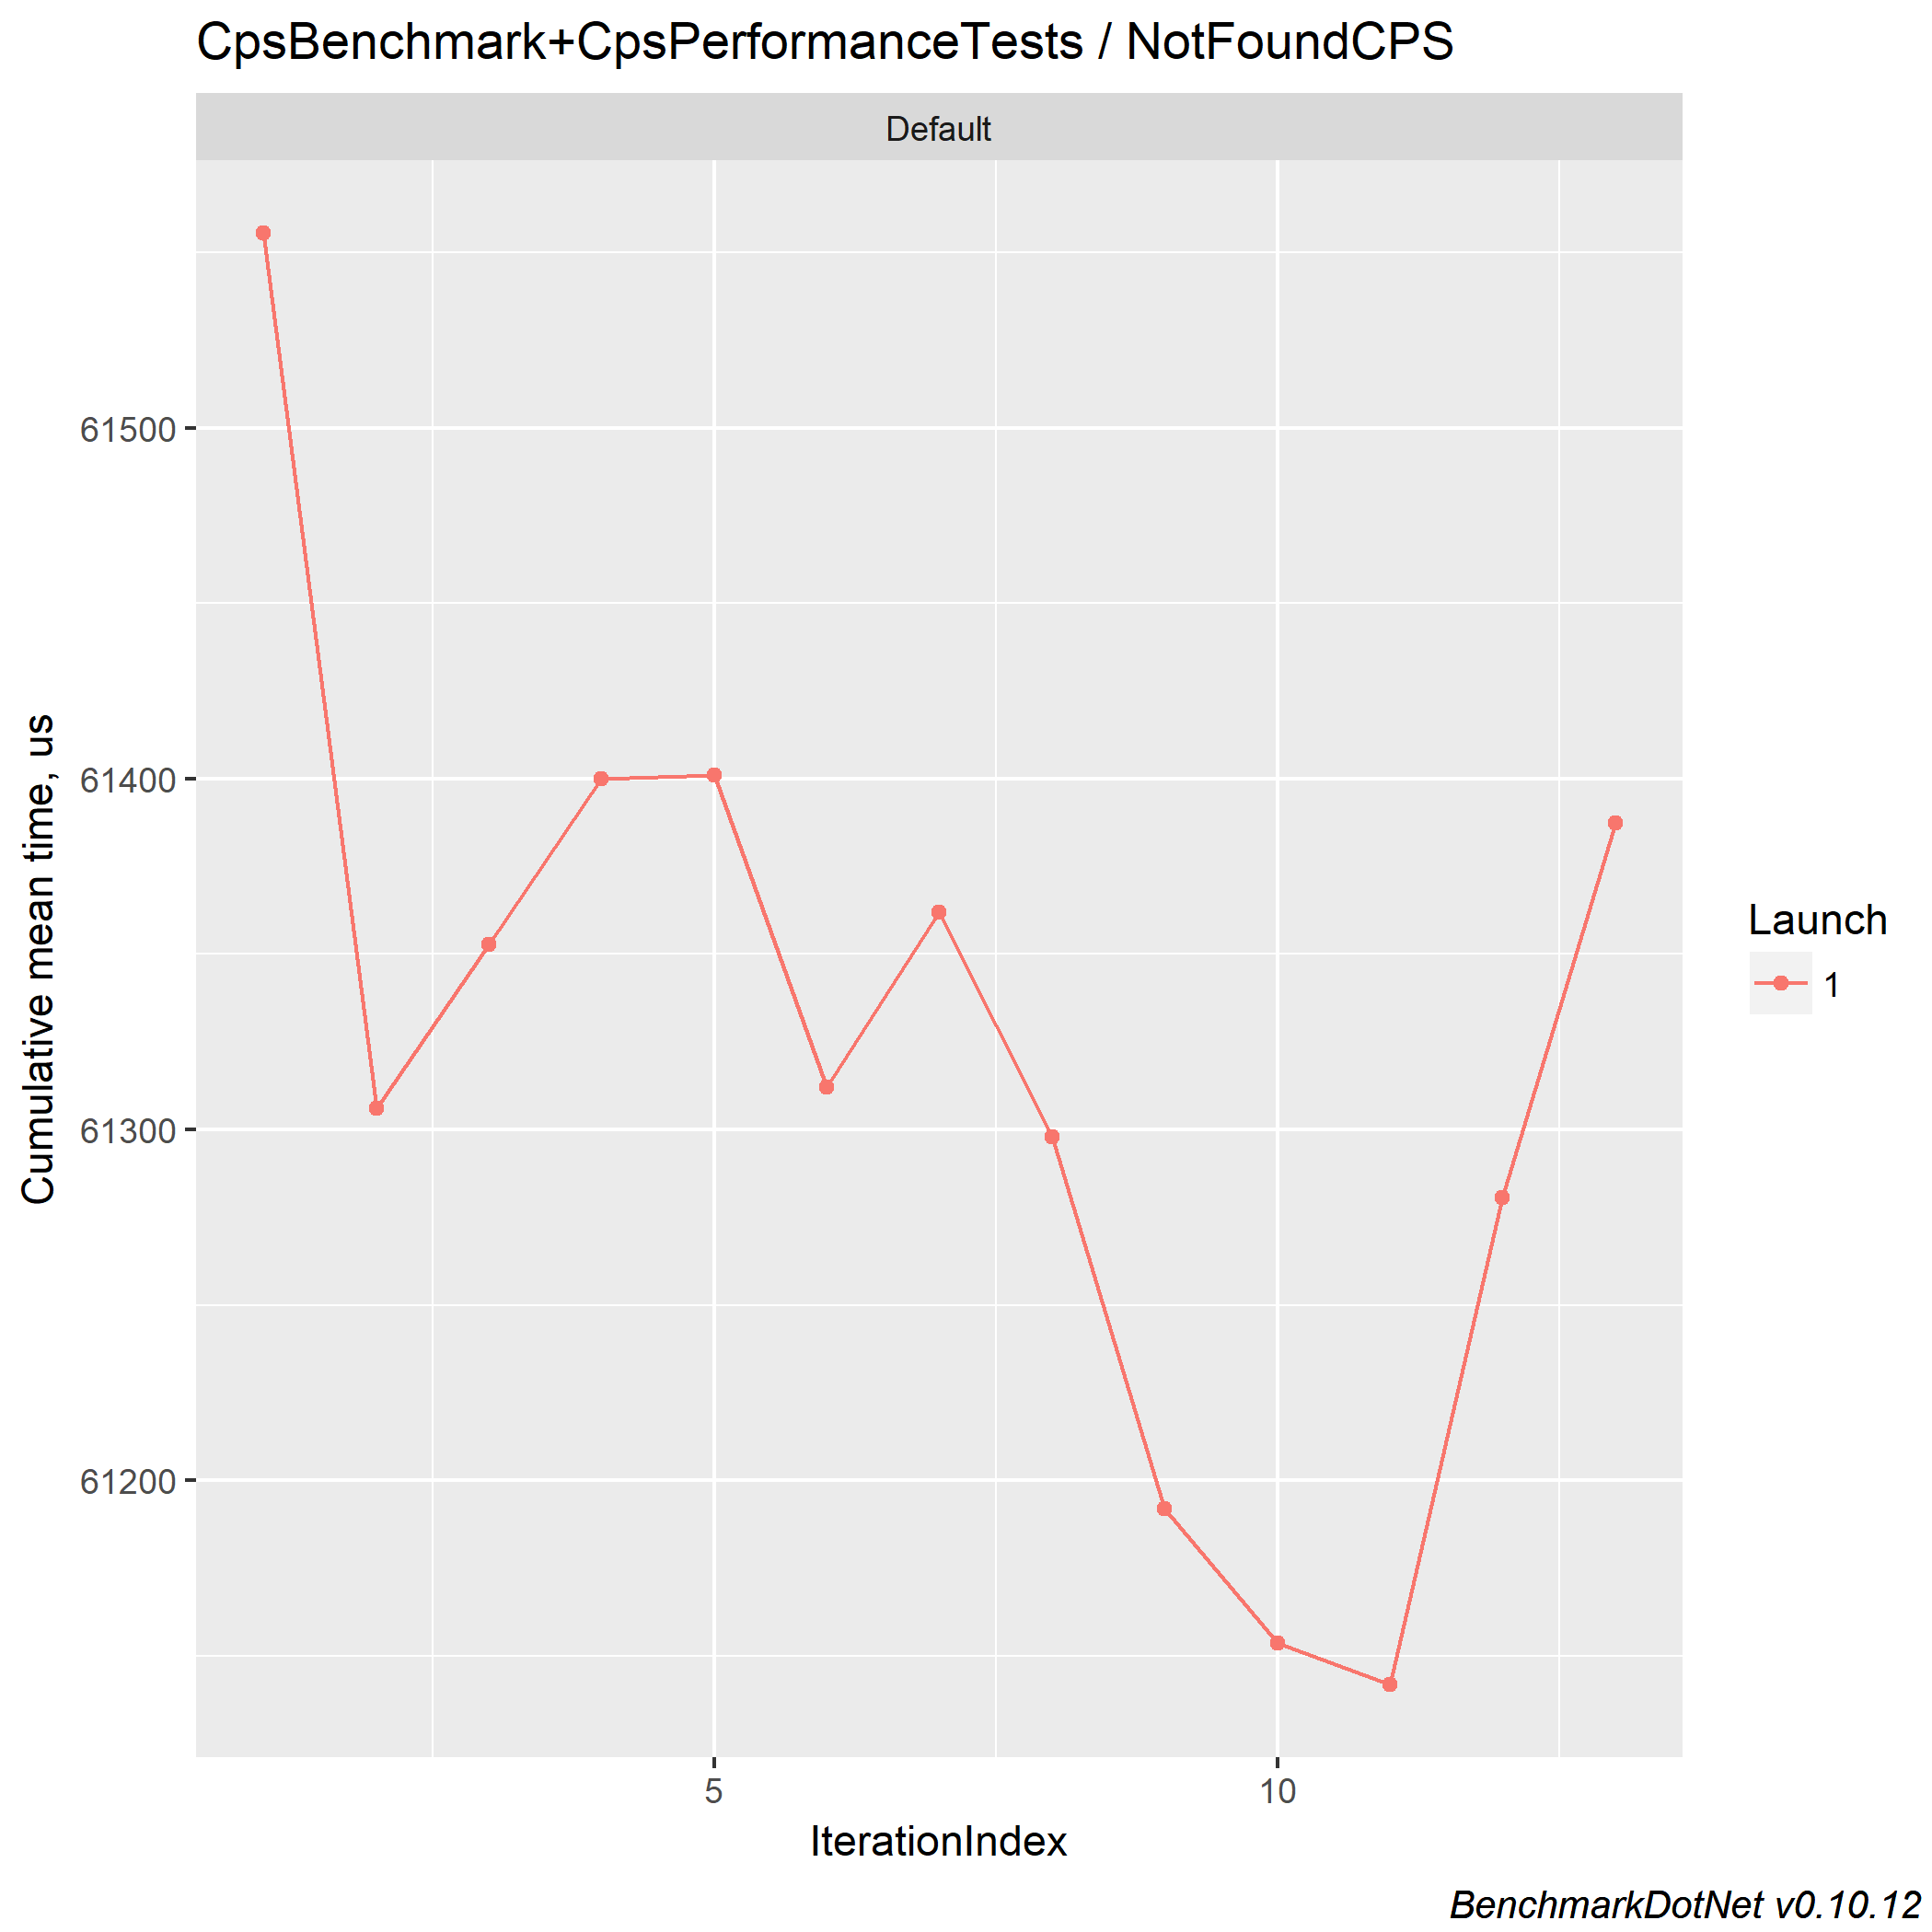 CpsBenchmark+CpsPerformanceTests / NotFoundCPS
Default
61500
61400
61300
61200
Cumulative mean time, us
5
10
IterationIndex
Launch
1
BenchmarkDotNet v0.10.12